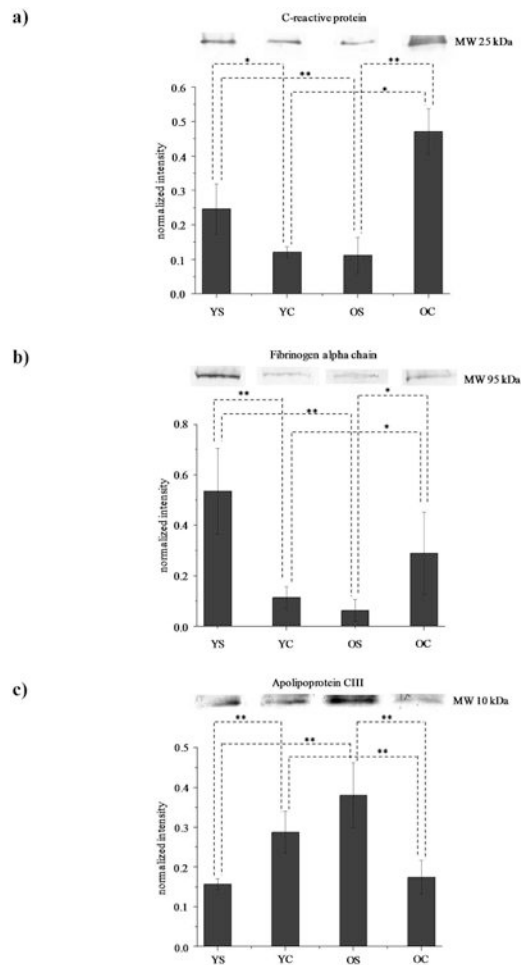 a)
C-reactive protein
MW 25 kDa
* ** ** *
0.6
0.5
0.4
0.3
0.2
0.1
0.0
normalized intensity
YS YC OS OC
b)
Fibrinogen alpha chain
MW 95 kDa
** ** * *
0.8
0.6
0.4
0.2
0.0
normalized intensity
YS YC OS OC
c)
Apolipoprotein CIII
MW 10 kDa
** ** ** **
0.5
0.4
0.3
0.2
0.1
0.0
normalized intensity
YS YC OS OC